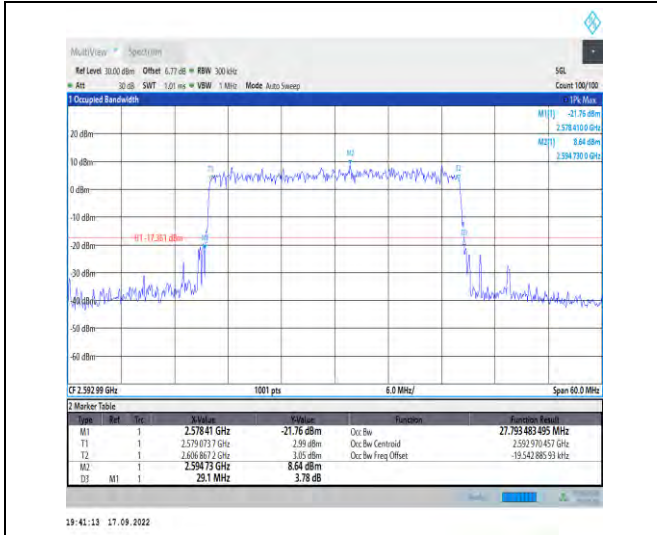 MultiView Spectrum
Ref Level 30.00 dBm Offset 6.77 dB RBW 300 kHz SGL
Att 30 dB SWT 1.01 ms VBW 1 MHz Mode Auto Sweep Count 100/100
1 Occupied Bandwidth 1Pk Max
M1[1] -21.76 dBm
2.578 410 0 GHz
M2[1] 8.64 dBm
2.594 730 0 GHz
20 dBm
10 dBm
0 dBm
-10 dBm
-20 dBm
-30 dBm
-40 dBm
-50 dBm
-60 dBm
T1
M2
T2
H1 -17.361 dBm
M1
D3
CF 2.592 99 GHz 1001 pts 6.0 MHz/ Span 60.0 MHz
2 Marker Table
Type Ref Trc X-Value Y-Value Function Function Result
M1 1 2.578 41 GHz -21.76 dBm Occ Bw 27.793 483 495 MHz
T1 1 2.579 073 7 GHz 2.99 dBm Occ Bw Centroid 2.592 970 457 GHz
T2 1 2.606 867 2 GHz 3.05 dBm Occ Bw Freq Offset -19.542 885 93 kHz
M2 1 2.594 73 GHz 8.64 dBm
D3 M1 1 29.1 MHz 3.78 dB
19:41:13 17.09.2022